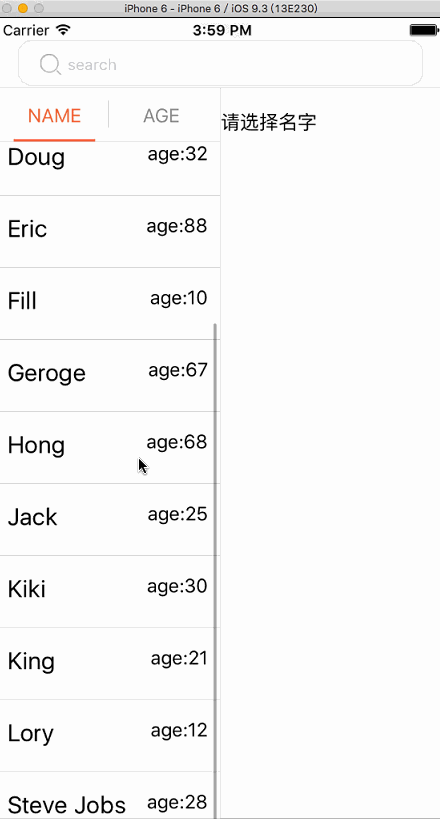 iPhone 6 - iPhone 6 / iOS 9.3 (13E230)
Carrier 3:59 PM
search
NAME AGE
请选择名字
Doug age:32
Eric age:88
Fill age:10
Geroge age:67
Hong age:68
Jack age:25
Kiki age:30
King age:21
Lory age:12
Steve Jobs age:28